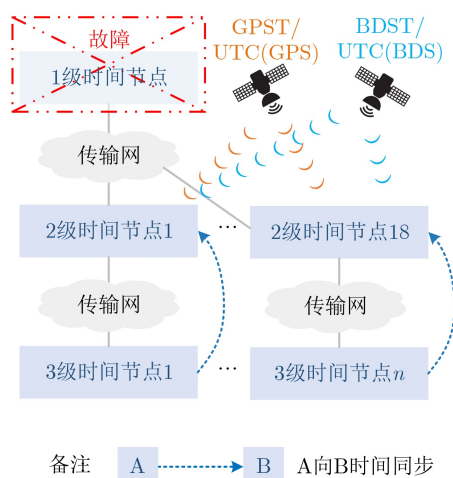 故障
1级时间节点
GPST/
UTC(GPS)
BDST/
UTC(BDS)
传输网
2级时间节点1
...
2级时间节点18
传输网
传输网
3级时间节点1
...
3级时间节点n
备注
A
B
A向B时间同步